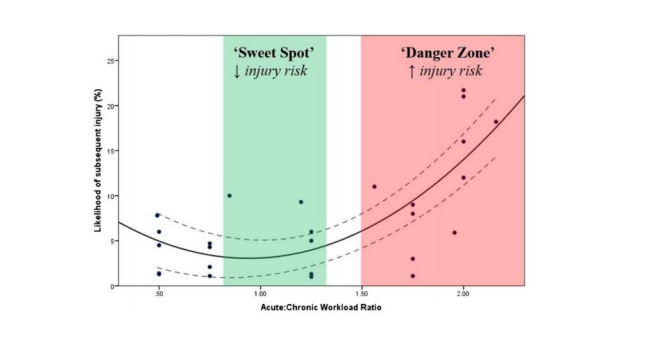 'Sweet Spot'
↓ injury risk
'Danger Zone'
↑ injury risk
Likelihood of subsequent injury (%)
25
20
15
10
5
0
.50
1.00
1.50
2.00
Acute:Chronic Workload Ratio